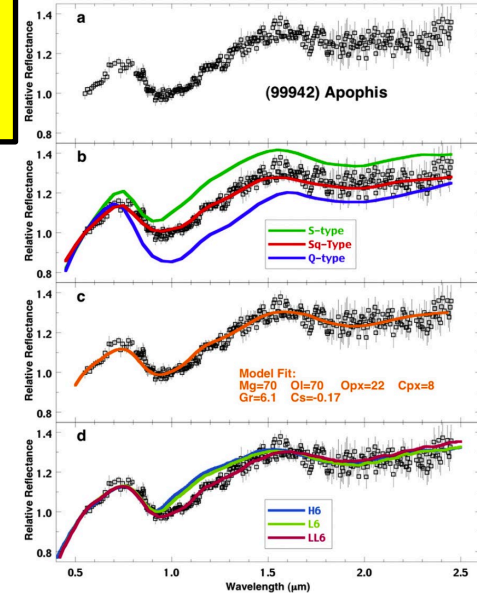 a
Relative Reflectance
1.4
1.2
1.0
0.8
(99942) Apophis
b
Relative Reflectance
1.4
1.2
1.0
0.8
S-type
Sq-Type
Q-type
c
Relative Reflectance
1.4
1.2
1.0
0.8
Model Fit:
Mg=70 Ol=70 Opx=22 Cpx=8
Gr=6.1 Cs=-0.17
d
Relative Reflectance
1.4
1.2
1.0
0.8
H6
L6
LL6
0.5 1.0 1.5 2.0 2.5
Wavelength (μm)